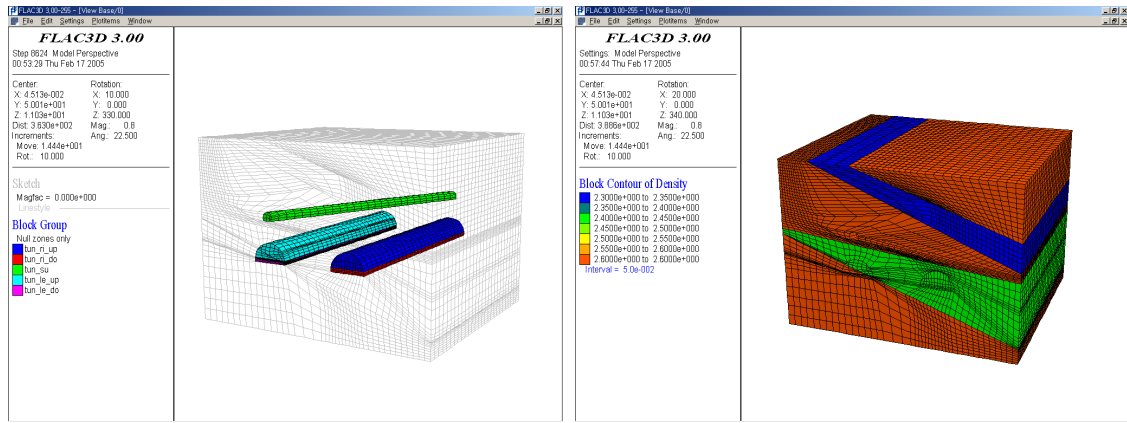 FLAC3D 3.00-255 - [View Base/0]
File Edit Settings Plotitems Window
FLAC3D 3.00
Step 8624 Model Perspective
00:53:29 Thu Feb 17 2005
Center: Rotation:
X: 4.513e-002 X: 10.000
Y: 5.001e+001 Y: 0.000
Z: 1.103e+001 Z: 330.000
Dist: 3.630e+002 Mag.: 0.8
Increments: Ang.: 22.500
Move: 1.444e+001
Rot.: 10.000
Sketch
Magfac = 0.000e+000
Linestyle
Block Group
Null zones only
tun_ri_up
tun_ri_do
tun_su
tun_le_up
tun_le_do
FLAC3D 3.00-255 - [View Base/0]
File Edit Settings Plotitems Window
FLAC3D 3.00
Settings: Model Perspective
00:57:44 Thu Feb 17 2005
Center: Rotation:
X: 4.513e-002 X: 20.000
Y: 5.001e+001 Y: 0.000
Z: 1.103e+001 Z: 340.000
Dist: 3.886e+002 Mag.: 0.8
Increments: Ang.: 22.500
Move: 1.444e+001
Rot.: 10.000
Block Contour of Density
2.3000e+000 to 2.3500e+000
2.3500e+000 to 2.4000e+000
2.4000e+000 to 2.4500e+000
2.4500e+000 to 2.5000e+000
2.5000e+000 to 2.5500e+000
2.5500e+000 to 2.6000e+000
2.6000e+000 to 2.6000e+000
Interval = 5.0e-002